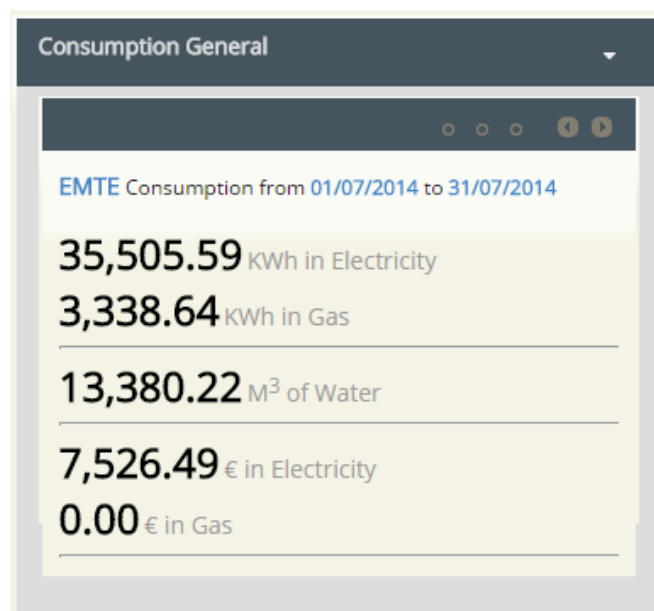 Consumption General
EMTE Consumption from 01/07/2014 to 31/07/2014
35,505.59 KWh in Electricity
3,338.64 KWh in Gas
13,380.22 M³ of Water
7,526.49 € in Electricity
0.00 € in Gas